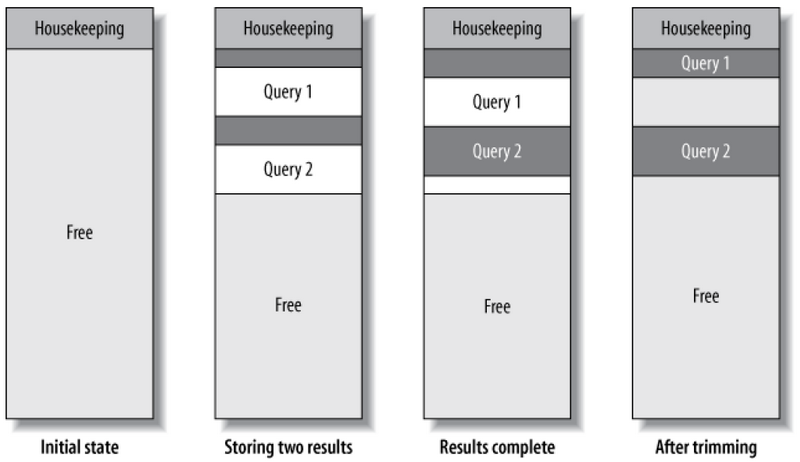 Housekeeping
Free
Initial state
Housekeeping
Query 1
Query 2
Free
Storing two results
Housekeeping
Query 1
Query 2
Free
Results complete
Housekeeping
Query 1
Query 2
Free
After trimming